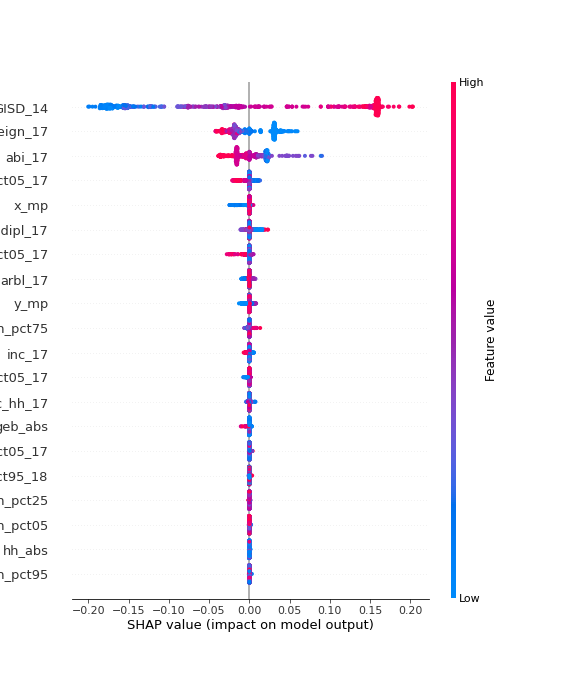 High
GISD_14
eign_17
abi_17
ct05_17
x_mp
dipl_17
ct05_17
arbl_17
y_mp
n_pct75
inc_17
ct05_17
c_hh_17
geb_abs
ct05_17
ct95_18
n_pct25
n_pct05
hh_abs
n_pct95
Feature value
Low
−0.20 −0.15 −0.10 −0.05 0.00 0.05 0.10 0.15 0.20
SHAP value (impact on model output)